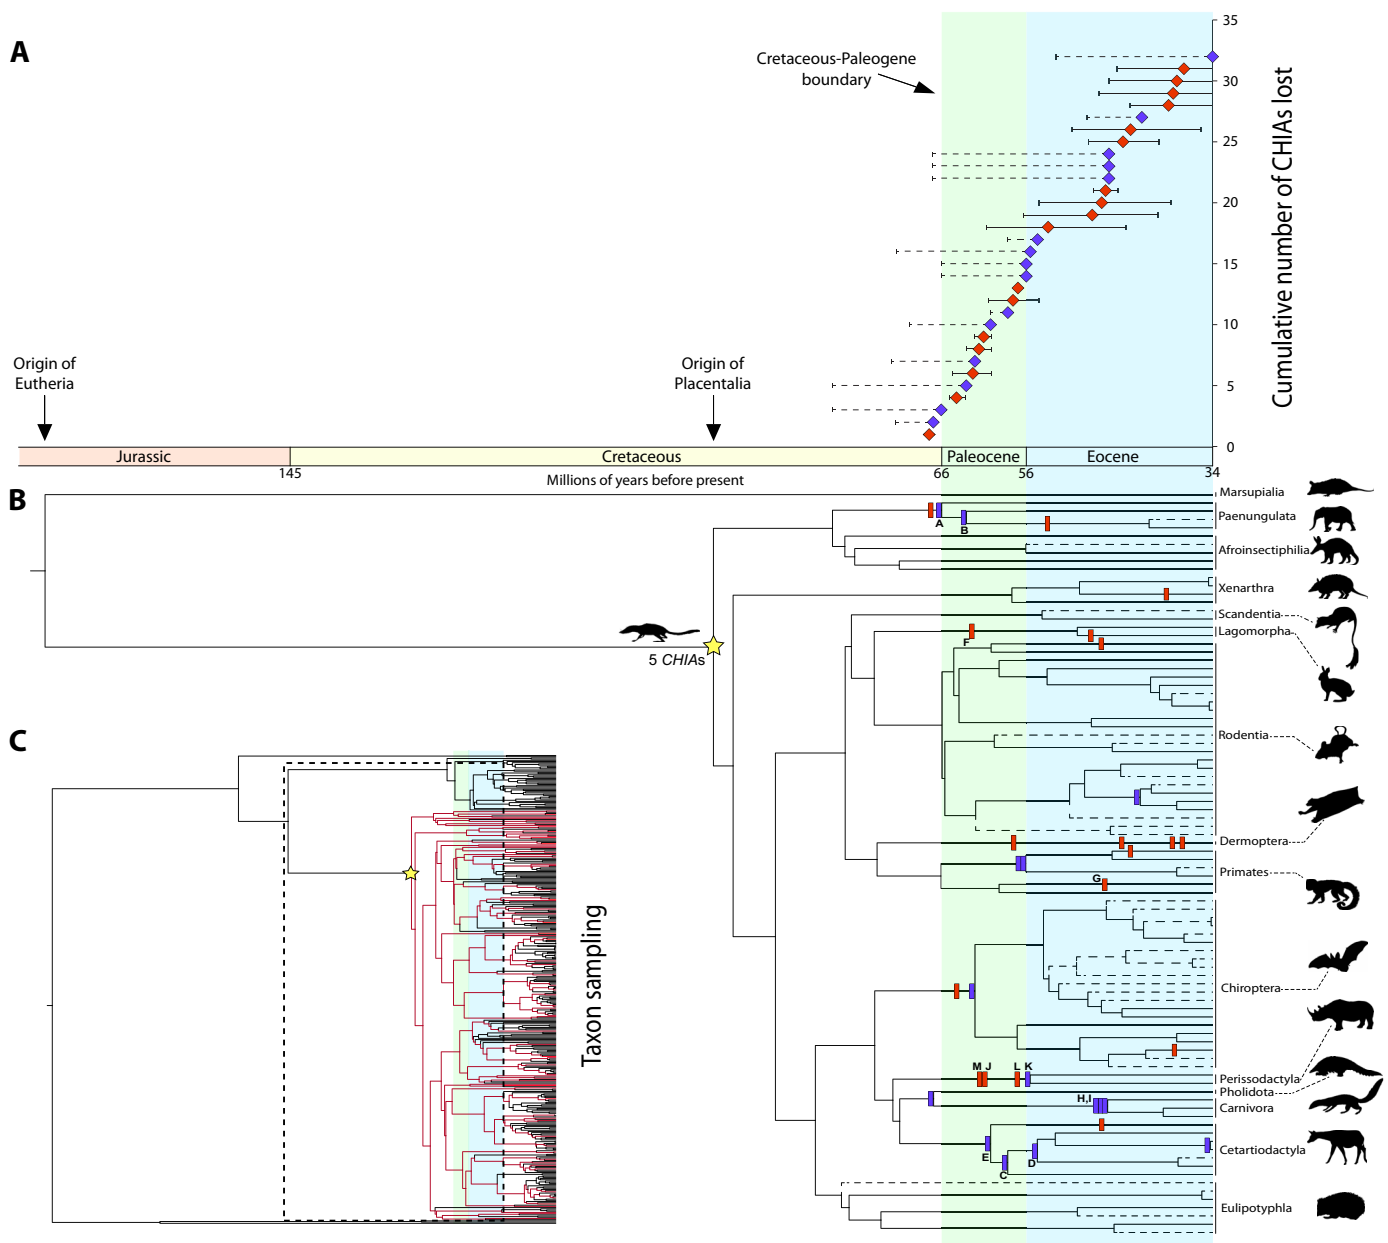 A
Cretaceous-Paleogene
boundary
35
30
25
20
15
10
5
0
Cumulative number of CHIAs lost
Origin of
Eutheria
Origin of
Placentalia
Jurassic
Cretaceous
Paleocene
Eocene
145
66
56
34
Millions of years before present
B
Marsupialia
Paenungulata
A
B
Afroinsectiphilia
Xenarthra
Scandentia
Lagomorpha
F
5 CHIAs
Rodentia
C
Dermoptera
Primates
G
Taxon sampling
Chiroptera
M J L K
Perissodactyla
Pholidota
H,I
Carnivora
Cetartiodactyla
E
C
D
Eulipotyphla